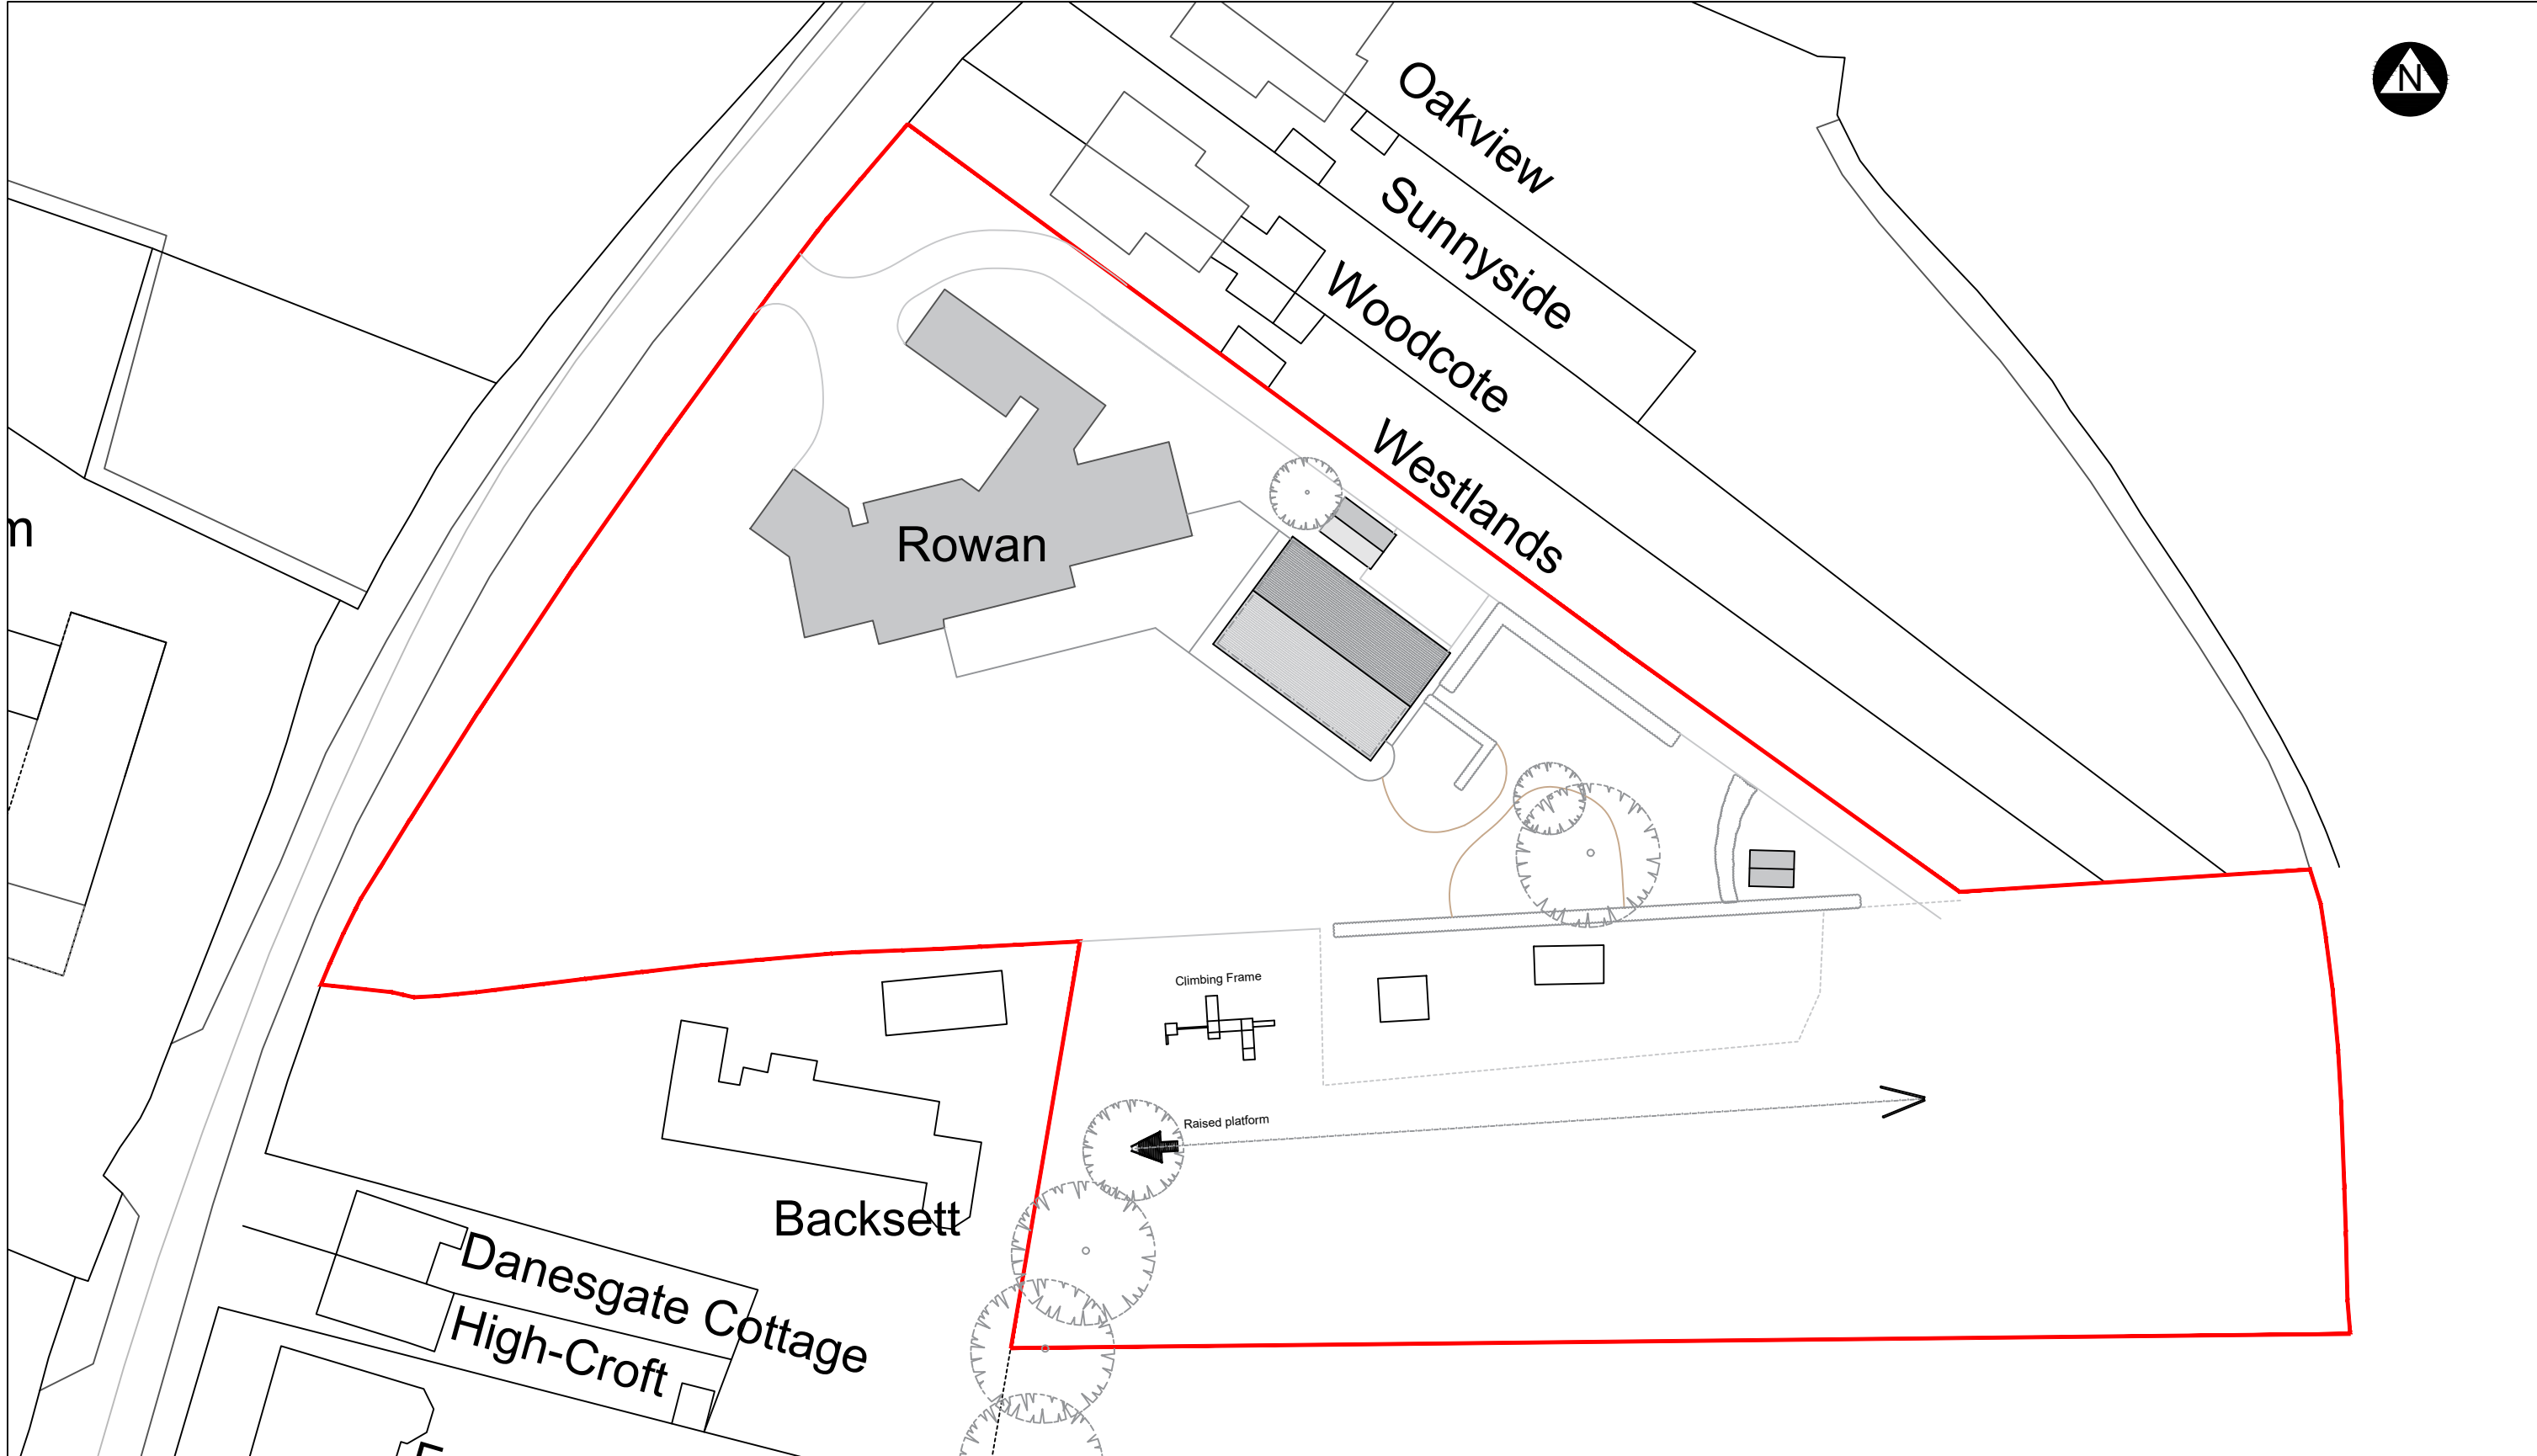 N
Oakview
Sunnyside
Woodcote
Westlands
m
Rowan
Climbing Frame
Raised platform
Backsett
Danesgate Cottage
High-Croft